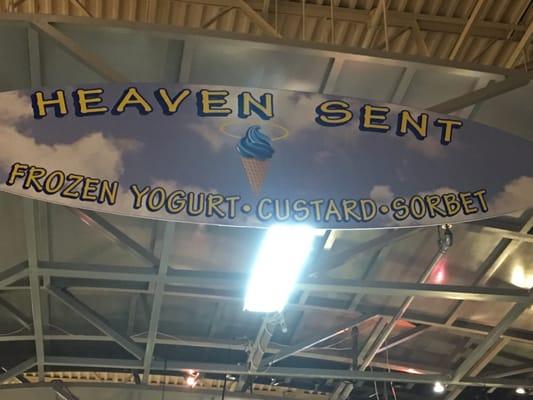 HEAVEN SENT
FROZEN YOGURT • CUSTARD • SORBET